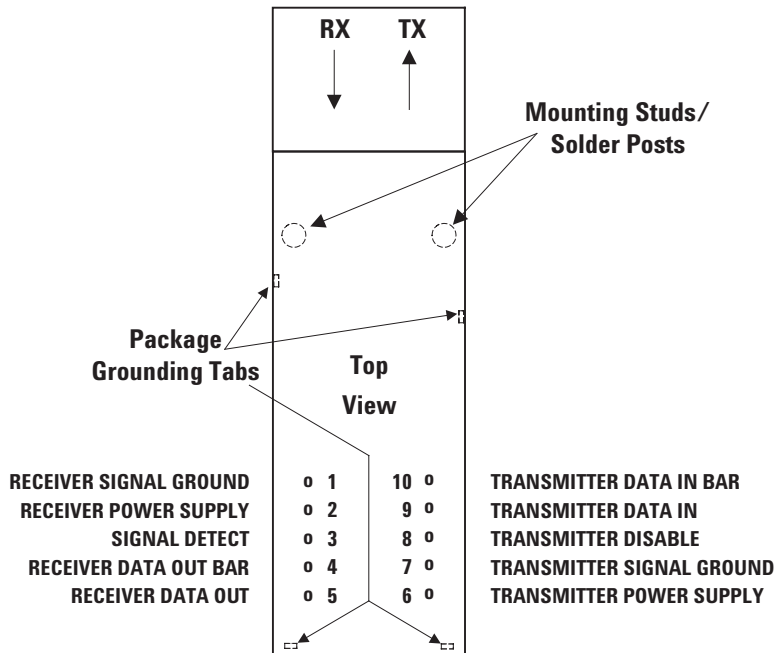 RX TX
Mounting Studs/
Solder Posts
Package
Grounding Tabs
Top
View
RECEIVER SIGNAL GROUND o 1 10 o TRANSMITTER DATA IN BAR
RECEIVER POWER SUPPLY o 2 9 o TRANSMITTER DATA IN
SIGNAL DETECT o 3 8 o TRANSMITTER DISABLE
RECEIVER DATA OUT BAR o 4 7 o TRANSMITTER SIGNAL GROUND
RECEIVER DATA OUT o 5 6 o TRANSMITTER POWER SUPPLY